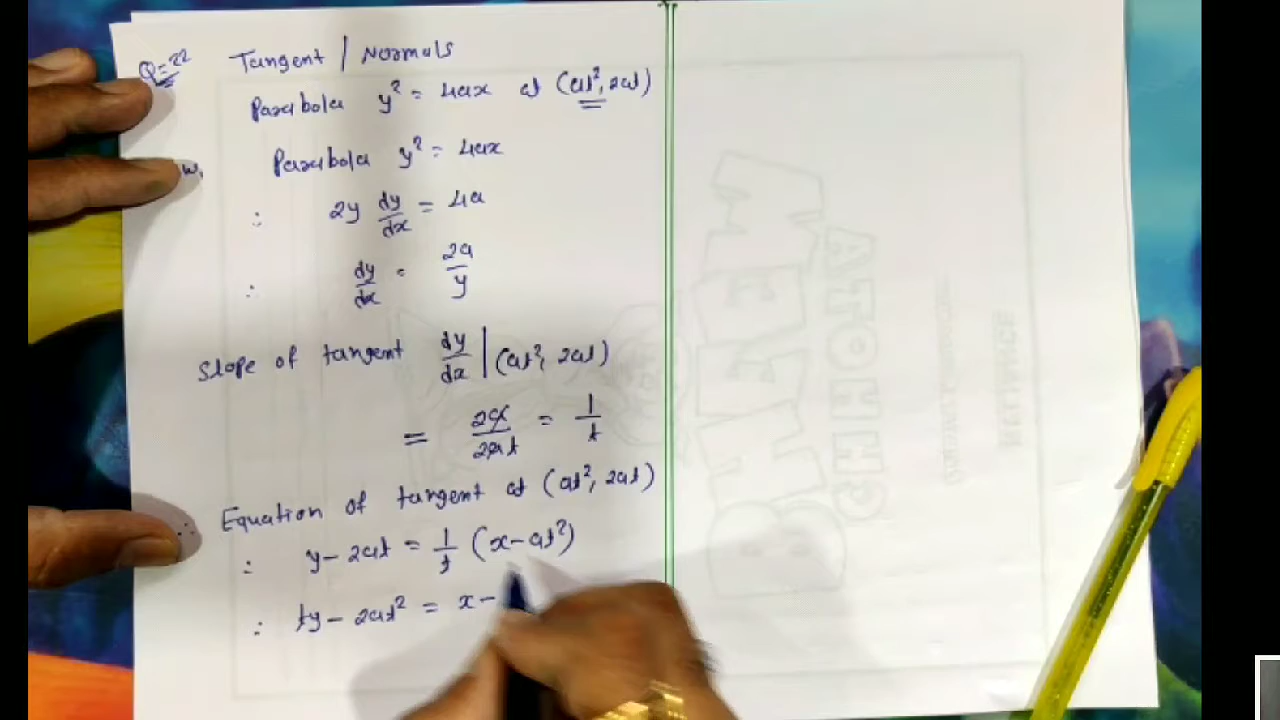 Q=22 Tangent / Normals
Parabola y² = 4ax at (at², 2at)
Parabola y² = 4ax
∴ 2y dy/dx = 4a
∴ dy/dx = 2a/y
Slope of tangent dy/dx | (at², 2at)
= 2a/2at = 1/t
Equation of tangent at (at², 2at)
∴ y - 2at = 1/t (x - at²)
∴ ty - 2at² = x -